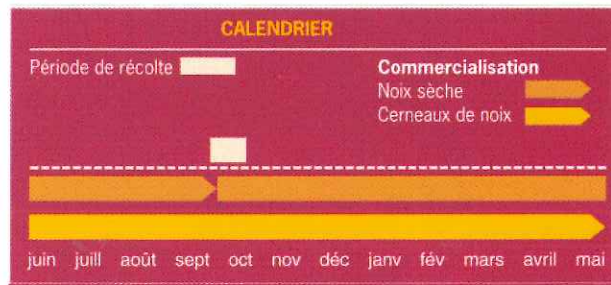 CALENDRIER
Période de récolte
Commercialisation
Noix sèche
Cerneaux de noix
juin juill août sept oct nov déc janv fév mars avril mai